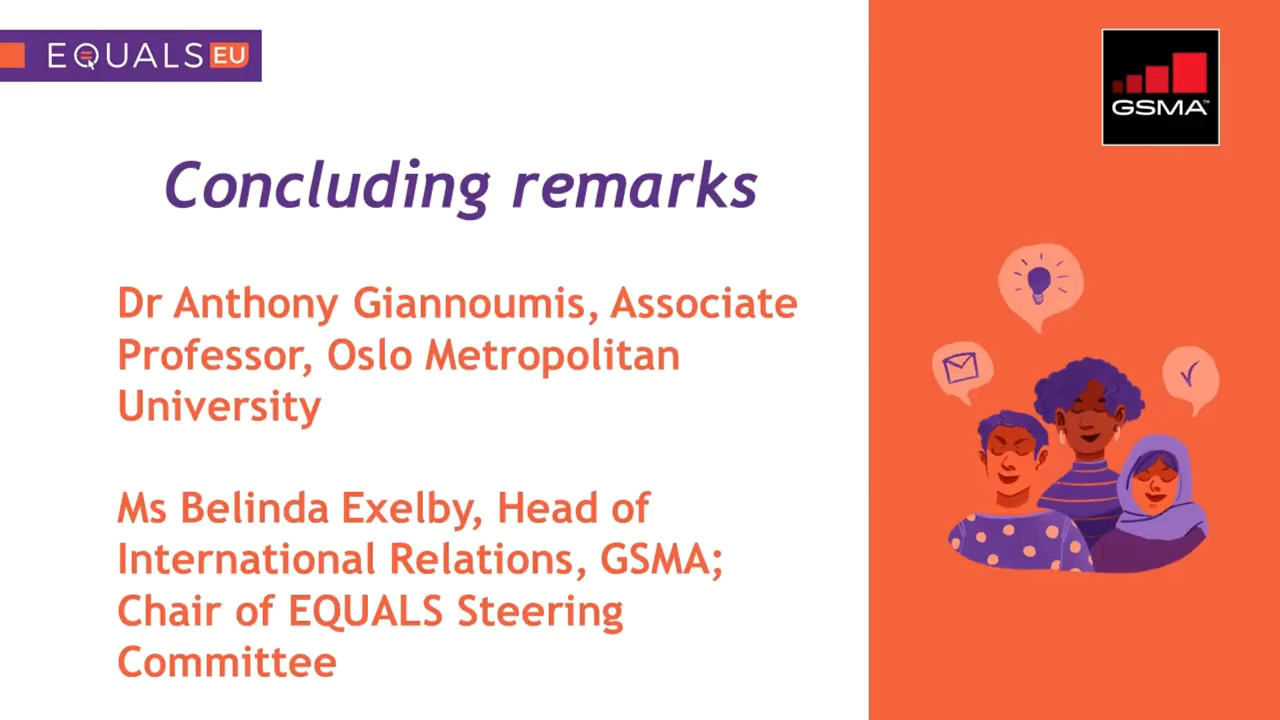 EQUALS EU
GSMA™
Concluding remarks
Dr Anthony Giannoumis, Associate
Professor, Oslo Metropolitan
University
Ms Belinda Exelby, Head of
International Relations, GSMA;
Chair of EQUALS Steering
Committee